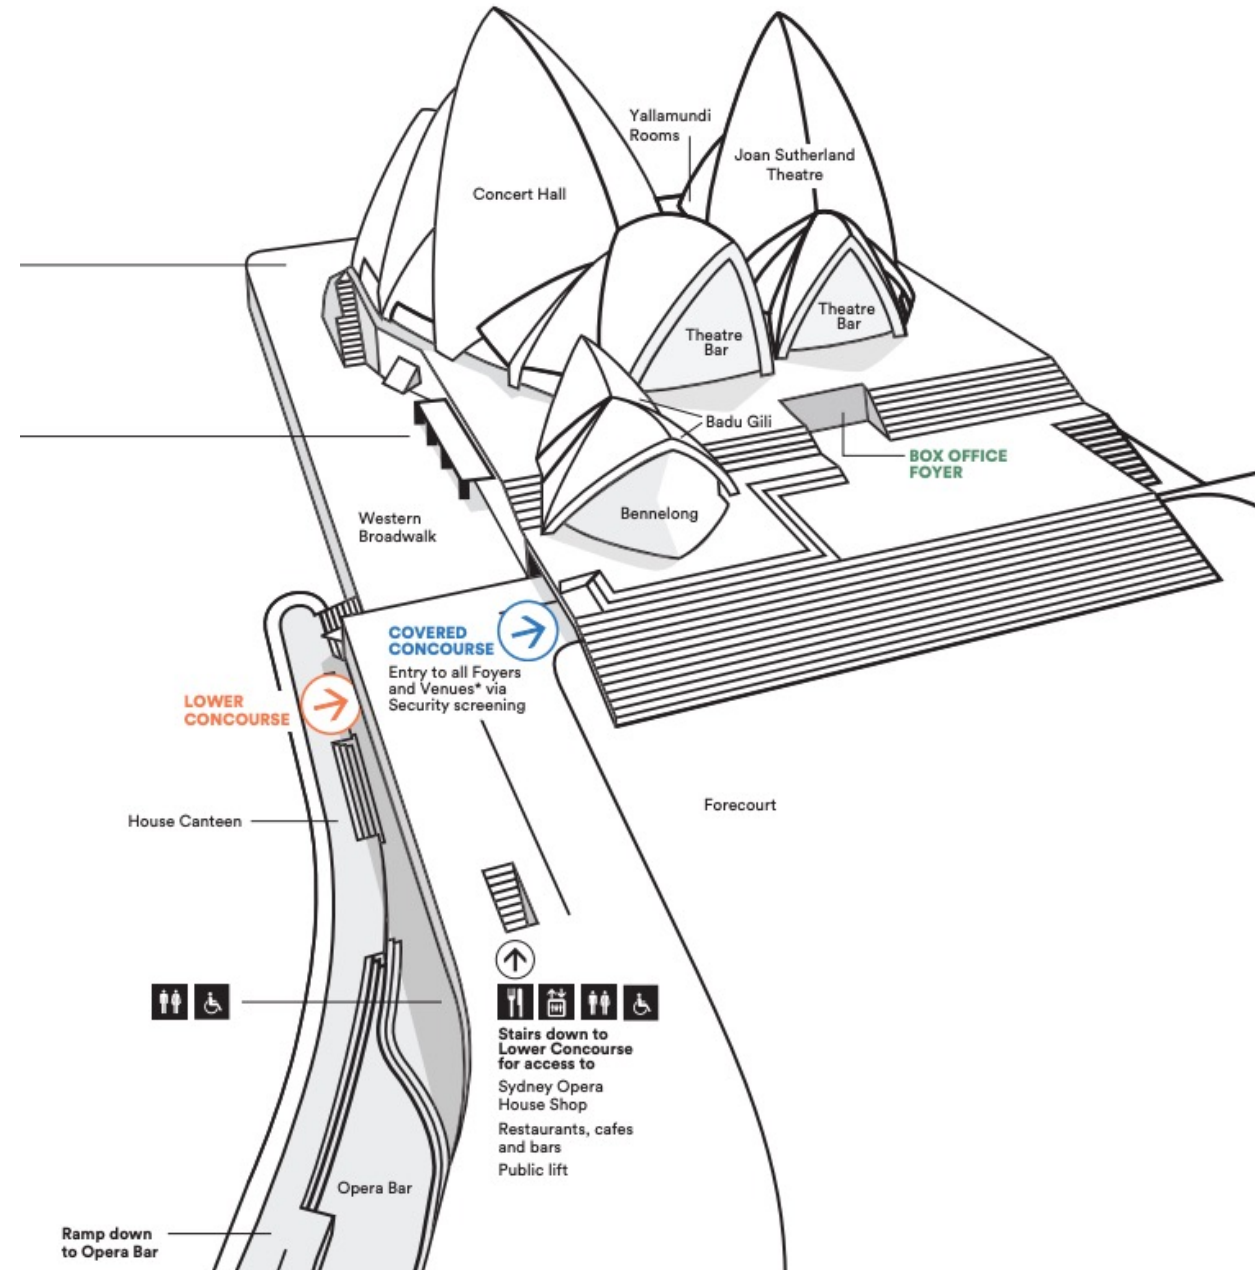 Yallamundi
Rooms
Joan Sutherland
Theatre
Concert Hall
Theatre
Bar
Theatre
Bar
Badu Gili
BOX OFFICE
FOYER
Bennelong
Western
Broadwalk
COVERED
CONCOURSE
Entry to all Foyers
and Venues* via
Security screening
LOWER
CONCOURSE
Forecourt
House Canteen
Stairs down to
Lower Concourse
for access to
Sydney Opera
House Shop
Restaurants, cafes
and bars
Public lift
Opera Bar
Ramp down
to Opera Bar